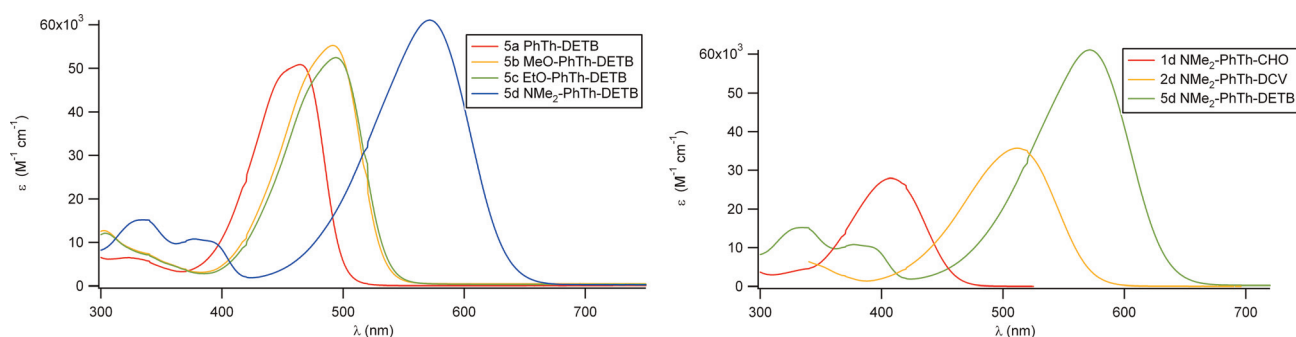 60x10³
50
40
30
20
10
0
ε (M⁻¹ cm⁻¹)
300
400
500
600
700
λ (nm)
5a PhTh-DETB
5b MeO-PhTh-DETB
5c EtO-PhTh-DETB
5d NMe₂-PhTh-DETB
60x10³
50
40
30
20
10
0
ε (M⁻¹ cm⁻¹)
300
400
500
600
700
λ (nm)
1d NMe₂-PhTh-CHO
2d NMe₂-PhTh-DCV
5d NMe₂-PhTh-DETB